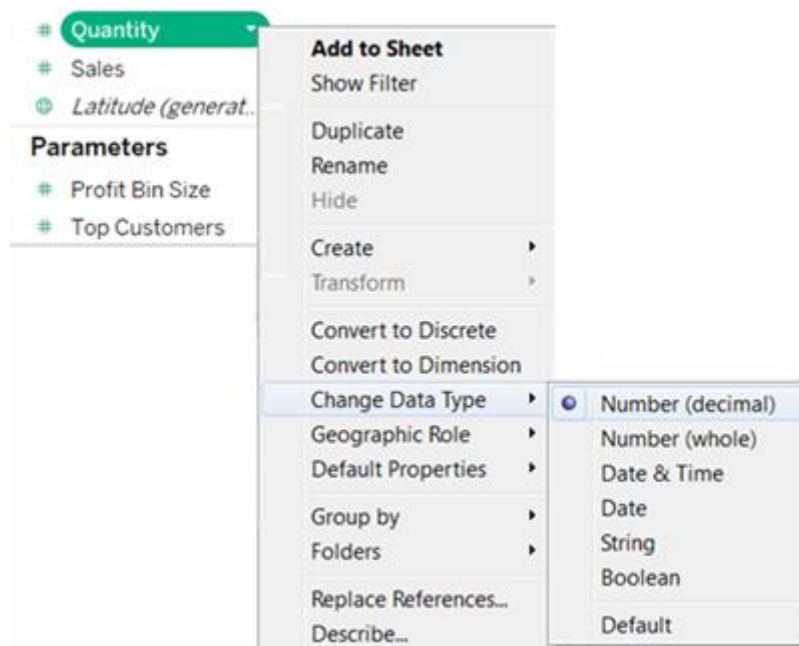 Quantity
Sales
Latitude (generat..
Parameters
Profit Bin Size
Top Customers
Add to Sheet
Show Filter
Duplicate
Rename
Hide
Create
Transform
Convert to Discrete
Convert to Dimension
Change Data Type
Geographic Role
Default Properties
Group by
Folders
Replace References...
Describe...
Number (decimal)
Number (whole)
Date & Time
Date
String
Boolean
Default